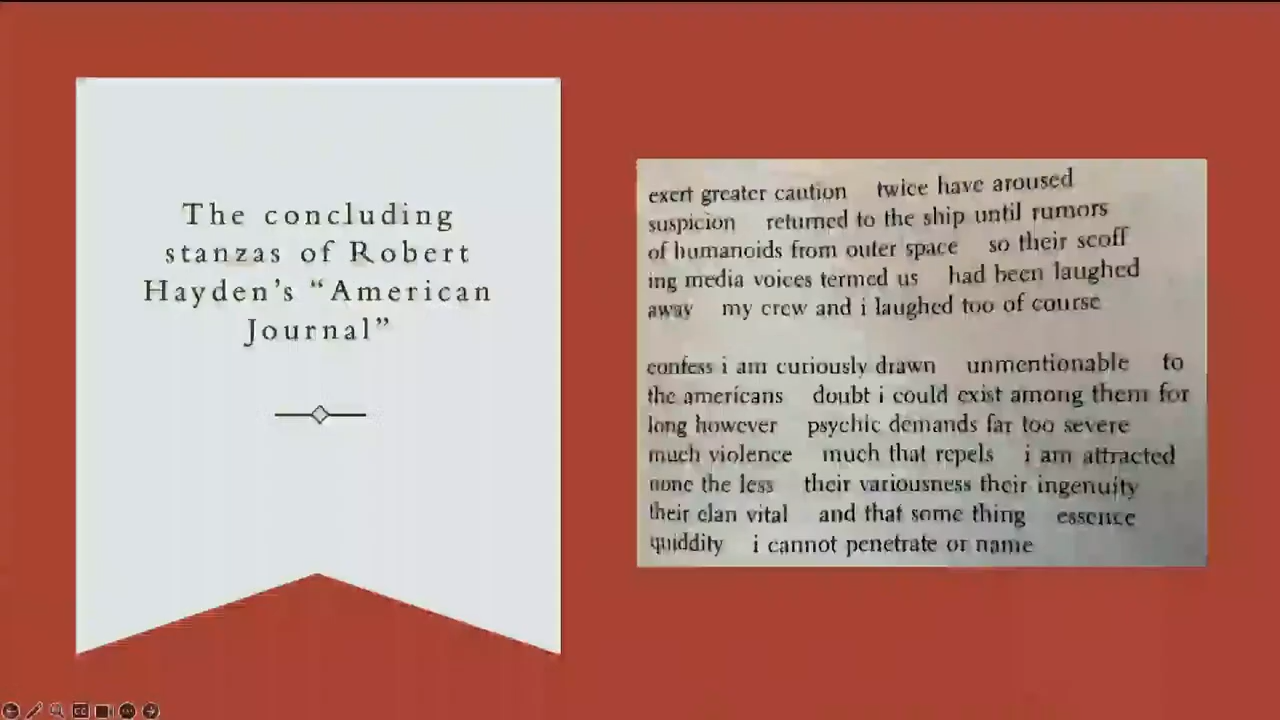 The concluding
stanzas of Robert
Hayden's “American
Journal”
exert greater caution twice have aroused
suspicion returned to the ship until rumors
of humanoids from outer space so their scoff
ing media voices termed us had been laughed
away my crew and i laughed too of course
confess i am curiously drawn unmentionable to
the americans doubt i could exist among them for
long however psychic demands far too severe
much violence much that repels i am attracted
none the less their variousness their ingenuity
their elan vital and that some thing essence
quiddity i cannot penetrate or name
CC